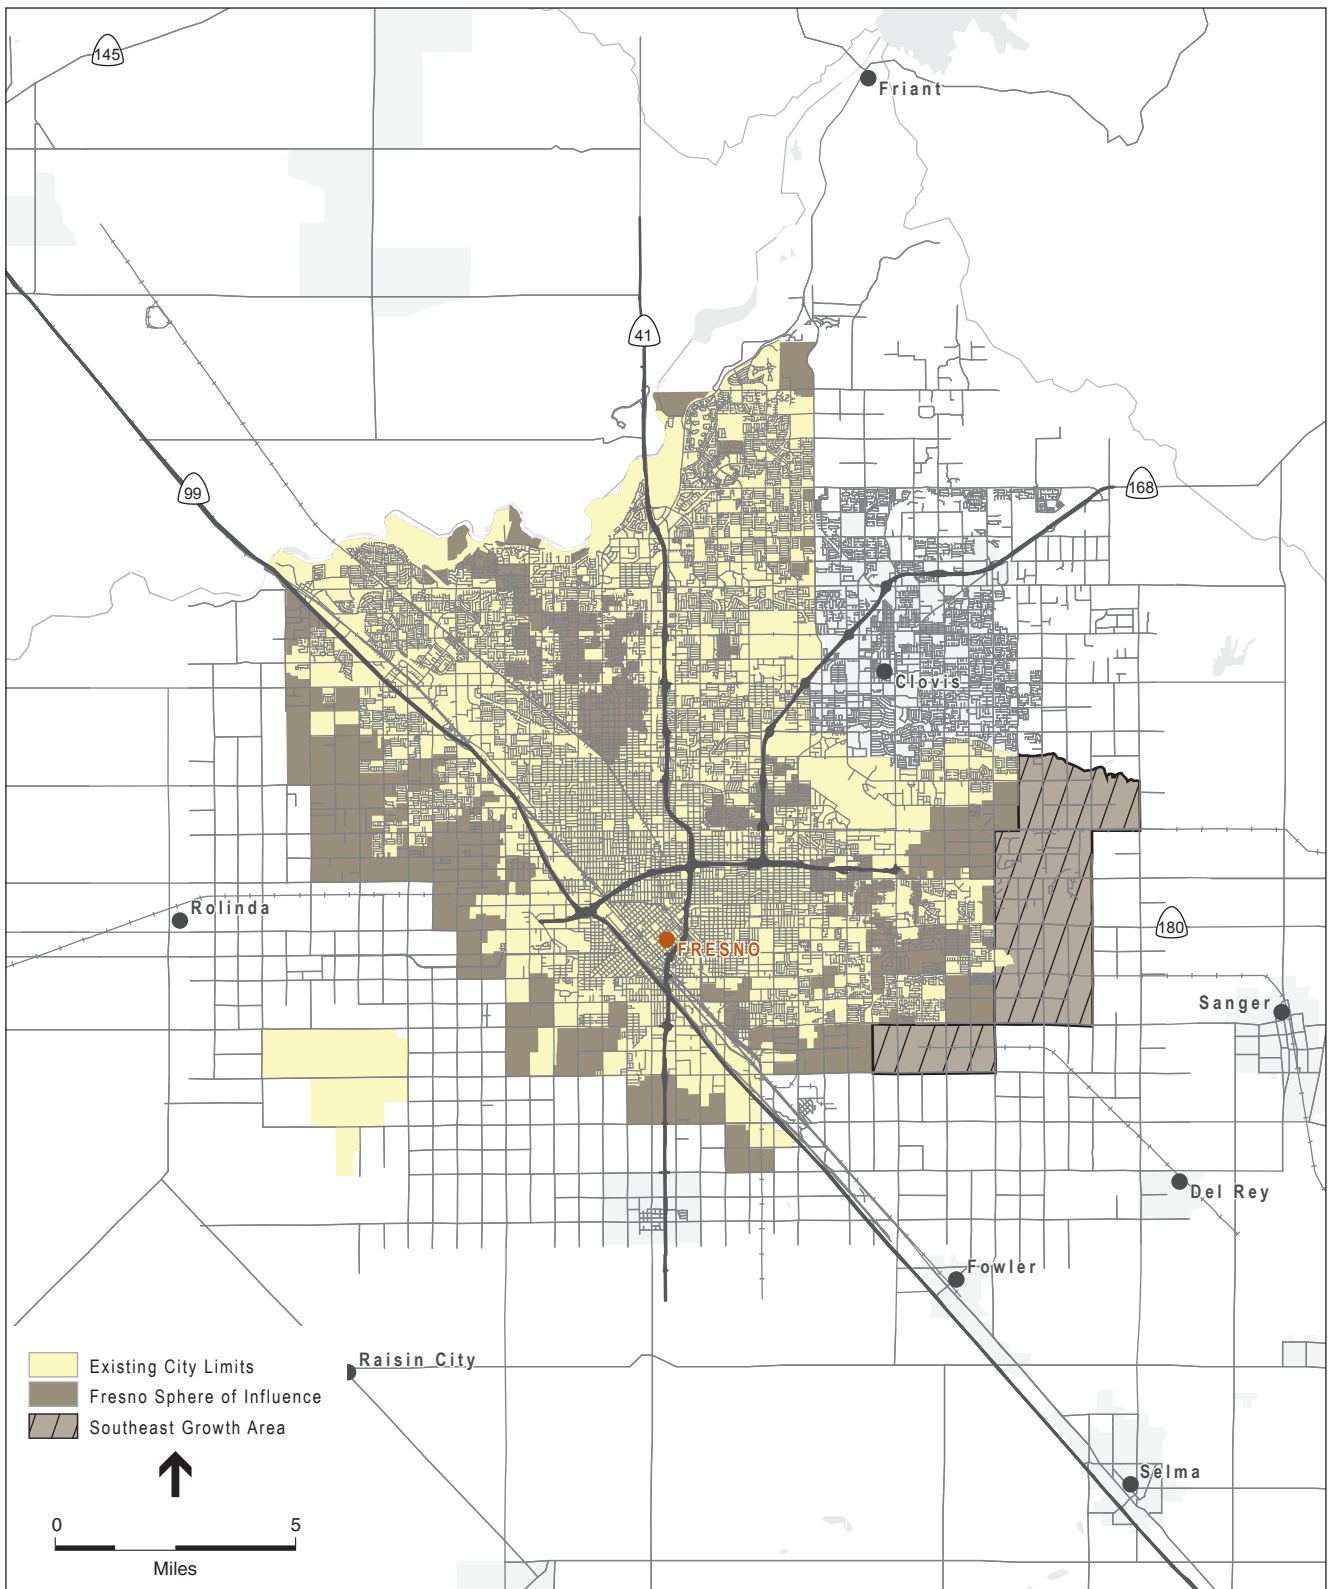 145
Friant
41
99
168
Clovis
Rolinda
180
FRESNO
Sanger
Del Rey
Fowler
Raisin City
Selma
Existing City Limits
Fresno Sphere of Influence
Southeast Growth Area
0 5
Miles